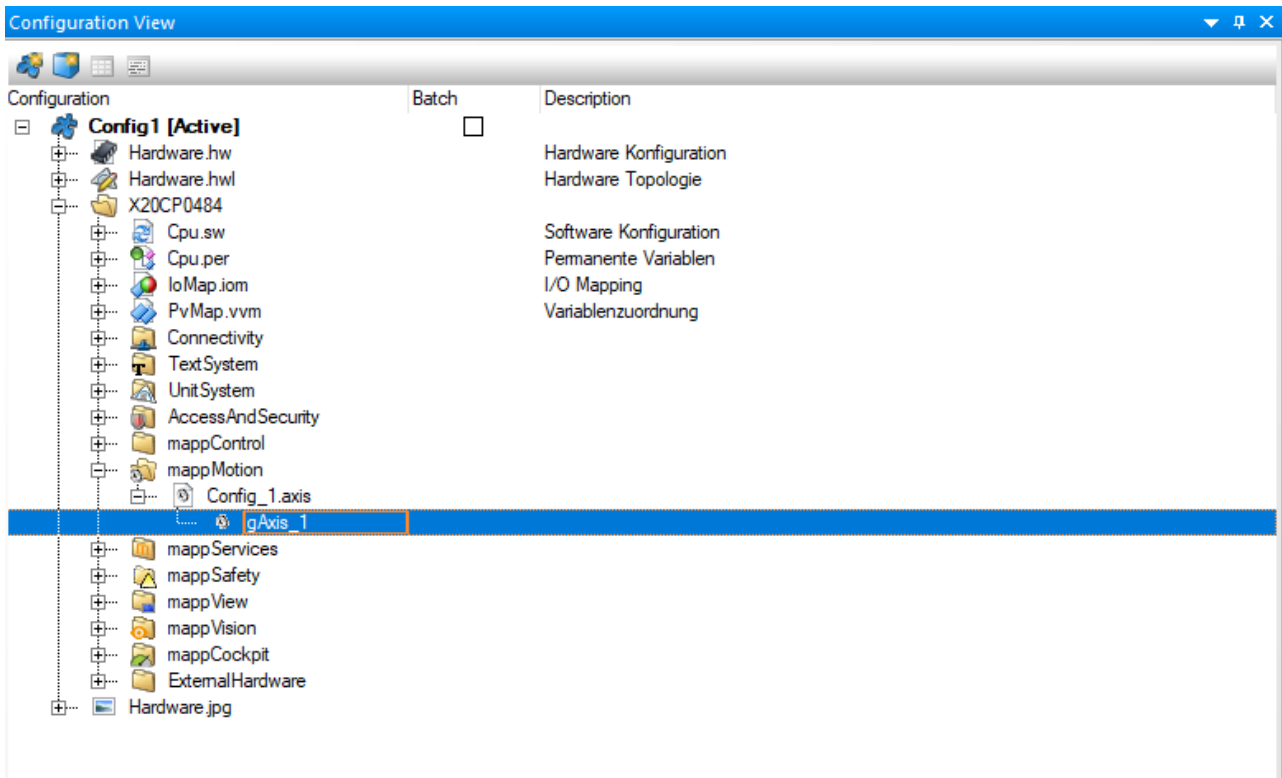 Configuration View
Configuration Batch Description
Config1 [Active]
Hardware.hw Hardware Konfiguration
Hardware.hwl Hardware Topologie
X20CP0484
Cpu.sw Software Konfiguration
Cpu.per Permanente Variablen
IoMap.iom I/O Mapping
PvMap.vvm Variablenzuordnung
Connectivity
TextSystem
UnitSystem
AccessAndSecurity
mappControl
mappMotion
Config_1.axis
gAxis_1
mappServices
mappSafety
mappView
mappVision
mappCockpit
ExternalHardware
Hardware.jpg